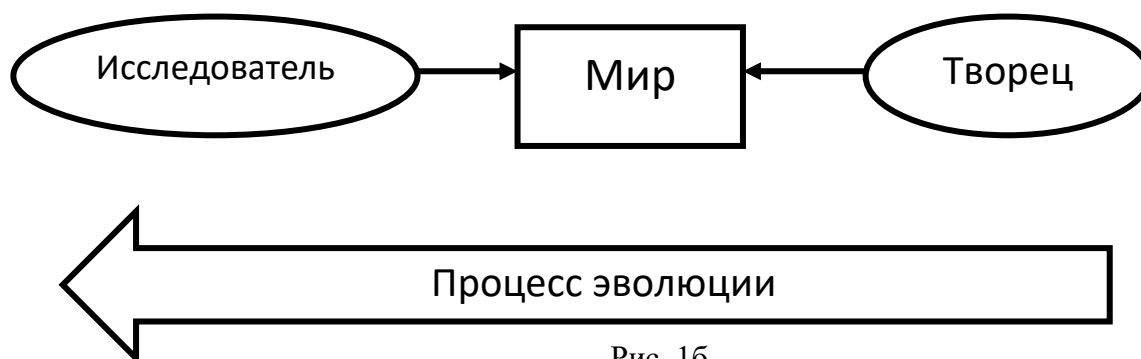 Исследователь
Мир
Творец
Процесс эволюции
Рис. 1б